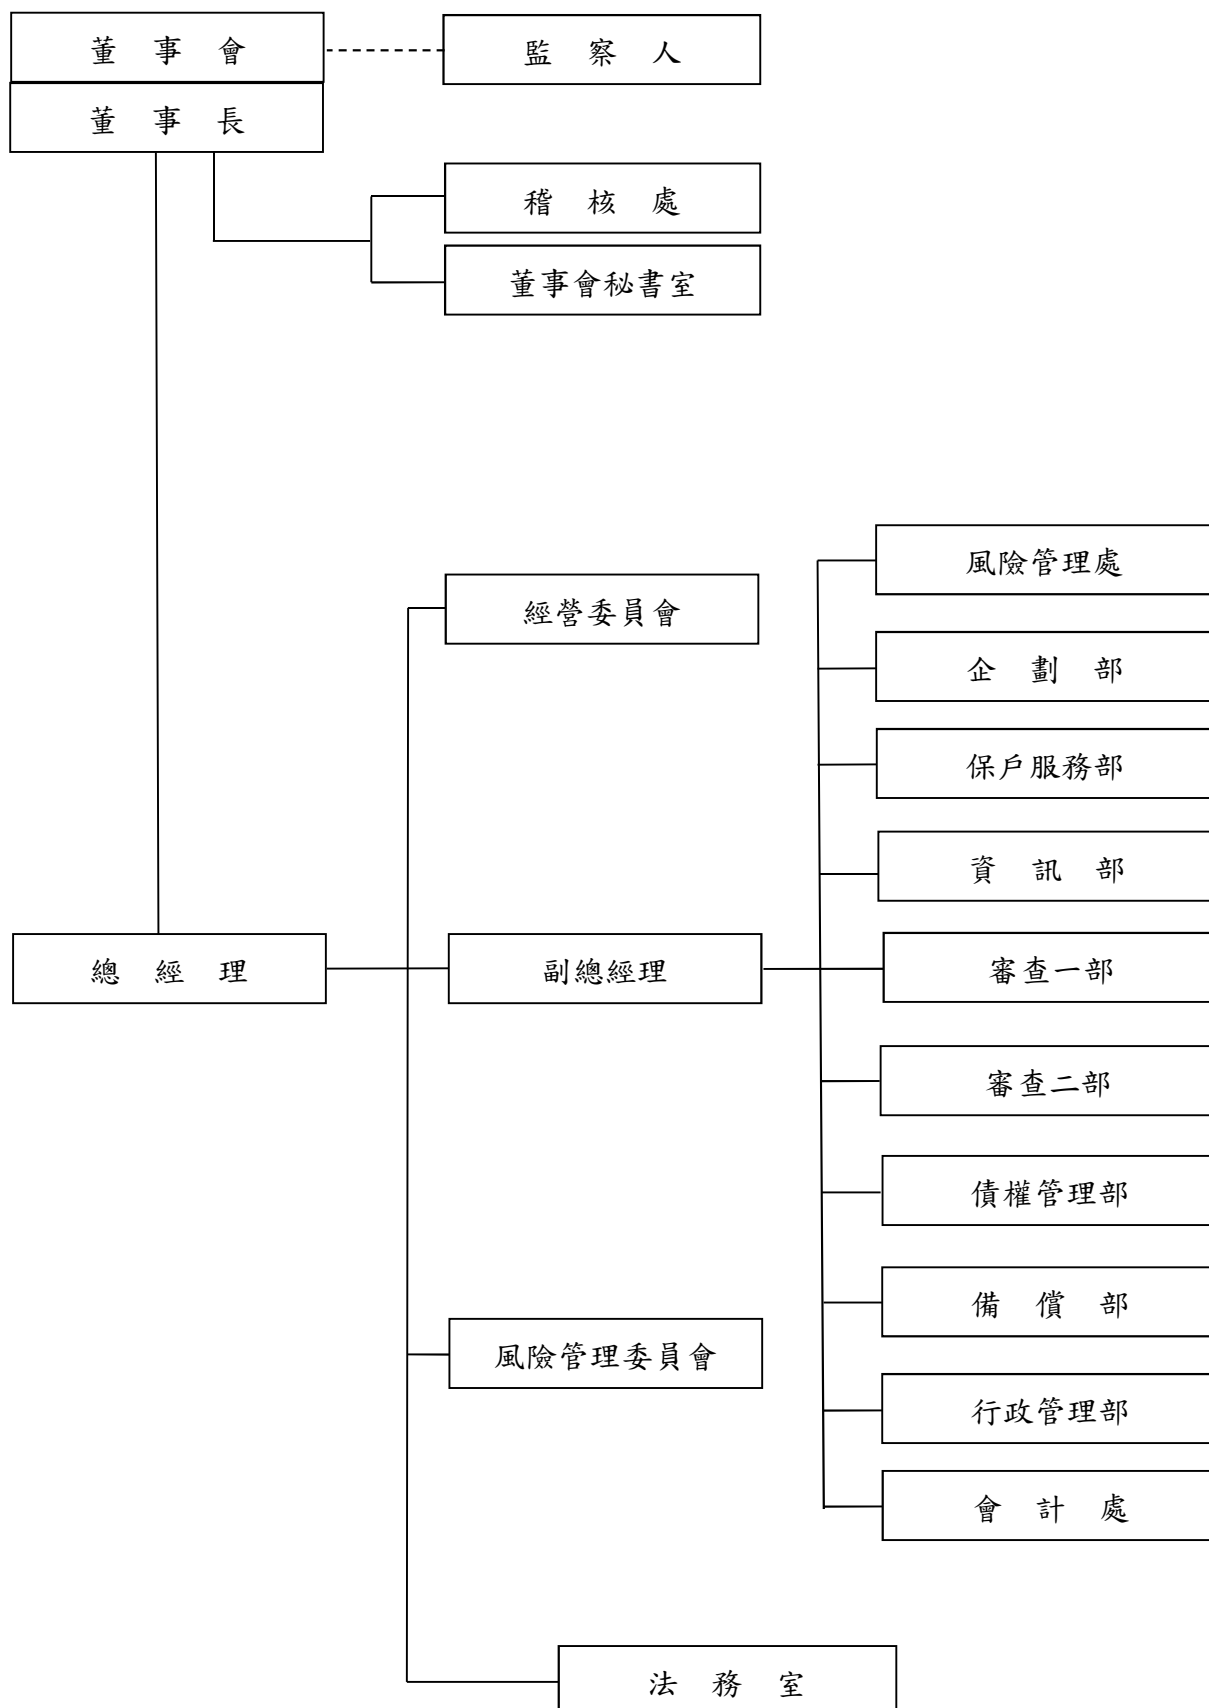 董事會
監察人
董事長
稽核處
董事會秘書室
風險管理處
經營委員會
企劃部
保戶服務部
資訊部
總經理
副總經理
審查一部
審查二部
債權管理部
備償部
風險管理委員會
行政管理部
會計處
法務室